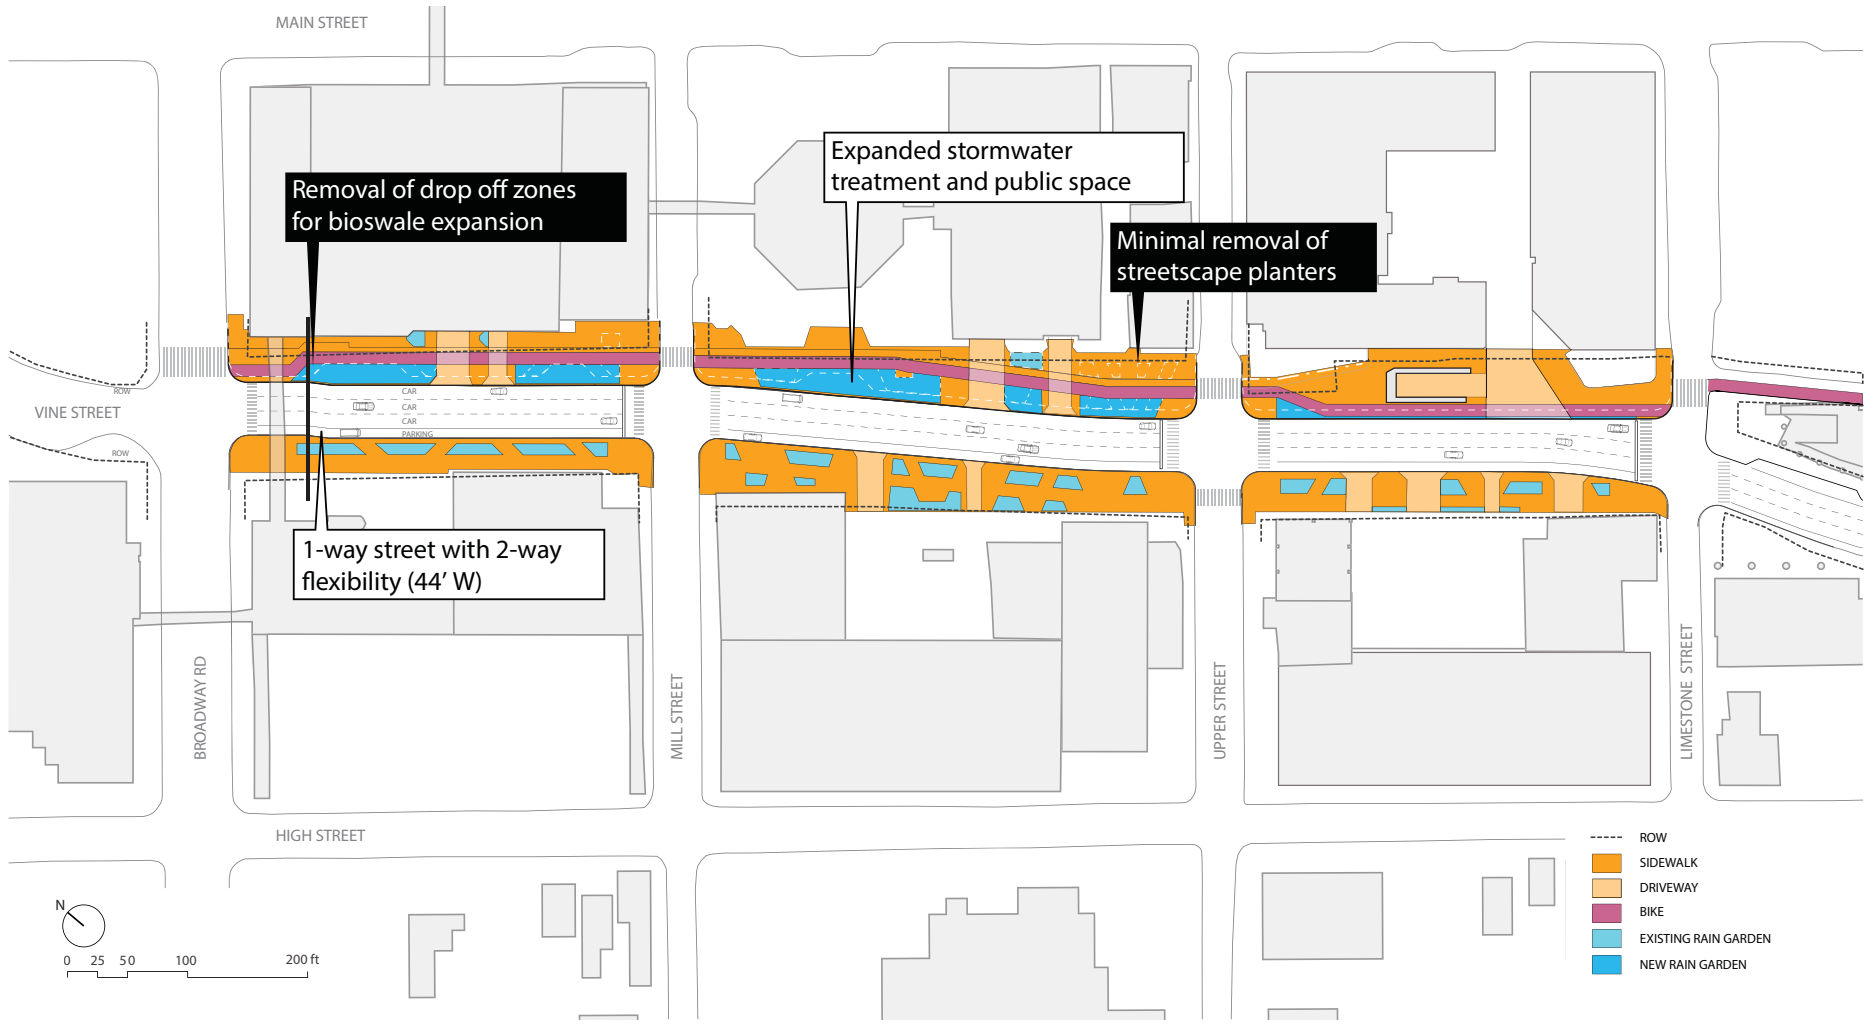 MAIN STREET
Expanded stormwater
treatment and public space
Removal of drop off zones
for bioswale expansion
Minimal removal of
streetscape planters
ROW
CAR
CAR
CAR
PARKING
VINE STREET
ROW
1-way street with 2-way
flexibility (44' W)
BROADWAY RD
MILL STREET
UPPER STREET
LIMESTONE STREET
HIGH STREET
N
0 25 50 100 200 ft
ROW
SIDEWALK
DRIVEWAY
BIKE
EXISTING RAIN GARDEN
NEW RAIN GARDEN